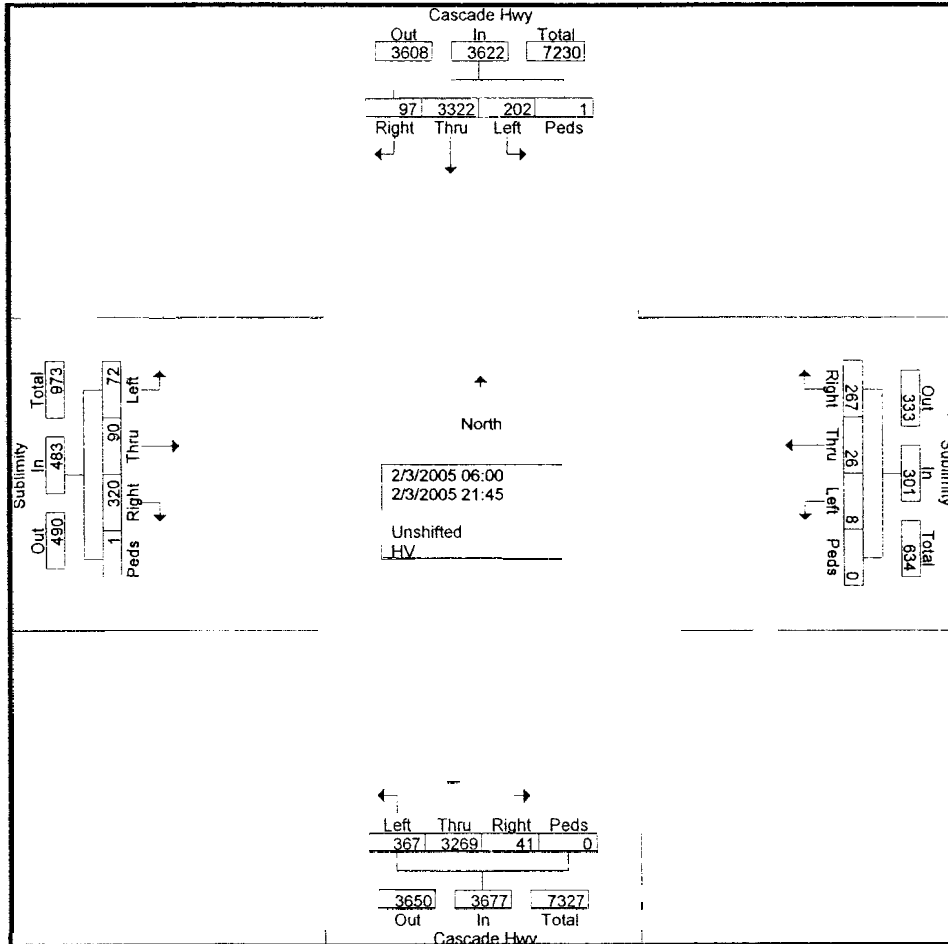 Cascade Hwy
Out In Total
3608 3622 7230
97 3322 202 1
Right Thru Left Peds
Sublimity
Total In Out
973 483 490
72 90 320 1
Left Thru Right Peds
North
2/3/2005 06:00
2/3/2005 21:45
Unshifted
HV
Right Thru Left Peds
267 26 8 0
Out In Total
333 301 634
Sublimity
Left Thru Right Peds
367 3269 41 0
3650 3677 7327
Out In Total
Cascade Hwy